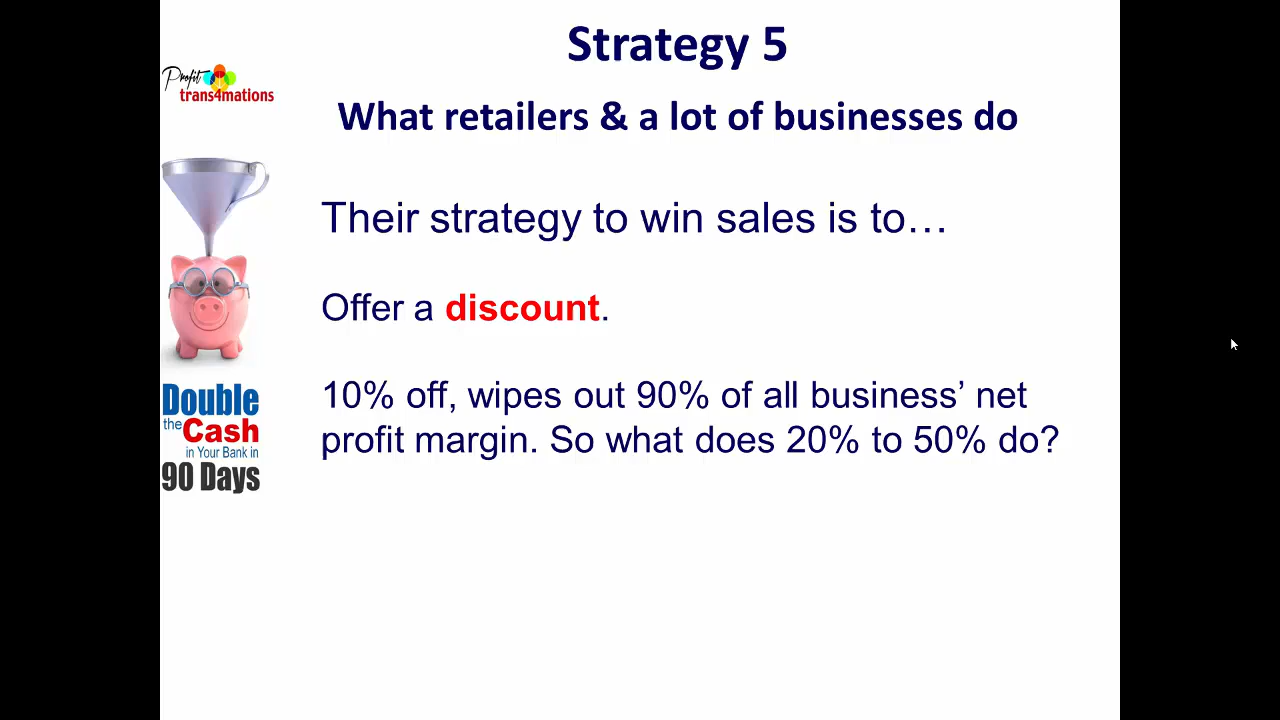 Strategy 5
Profit
trans4mations
What retailers & a lot of businesses do
Their strategy to win sales is to…
Offer a discount.
10% off, wipes out 90% of all business’ net
profit margin. So what does 20% to 50% do?
Double
the Cash
in Your Bank in
90 Days